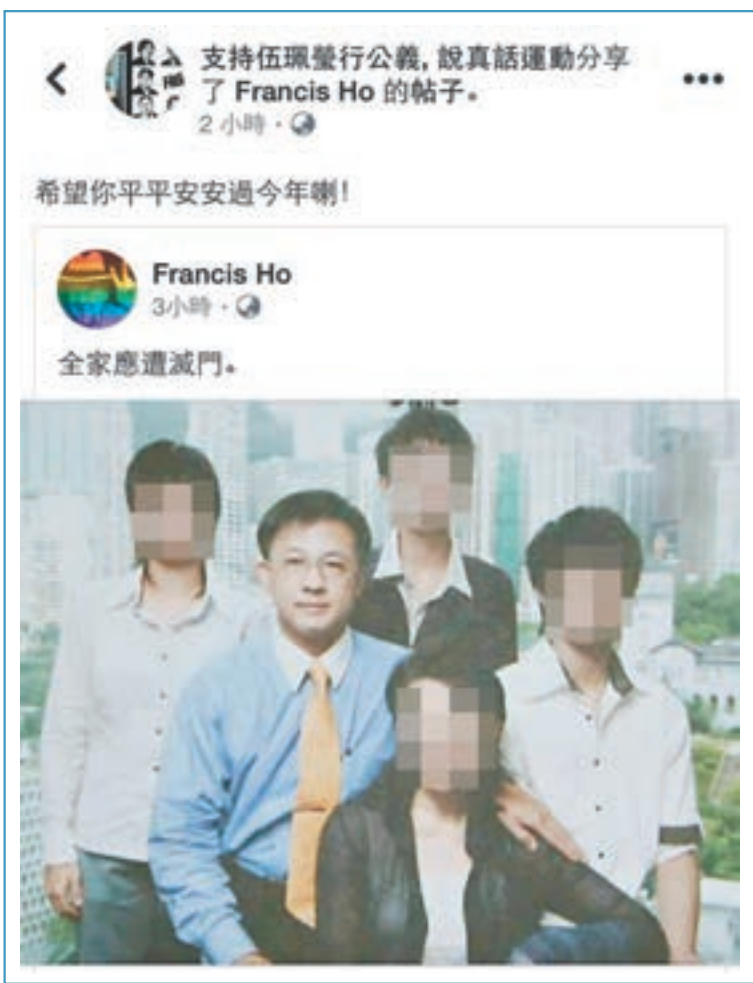 支持伍珮瑩行公義, 說真話運動分享
了 Francis Ho 的帖子。
2 小時
希望你平平安安過今年喇!
Francis Ho
3小時
全家應遭滅門。